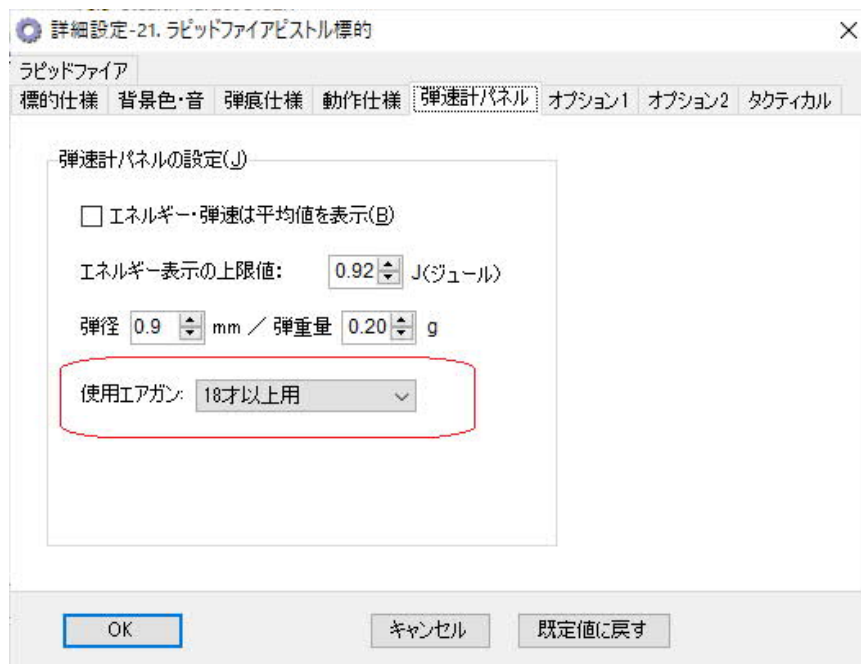 詳細設定-21. ラピッドファイアピストル標的
ラピッドファイア
標的仕様 背景色・音 弾痕仕様 動作仕様 弾速計パネル オプション1 オプション2 タクティカル
弾速計パネルの設定(J)
エネルギー・弾速は平均値を表示(B)
エネルギー表示の上限値: 0.92 J(ジュール)
弾径 0.9 mm / 弾重量 0.20 g
使用エアガン: 18才以上用
OK キャンセル 既定値に戻す